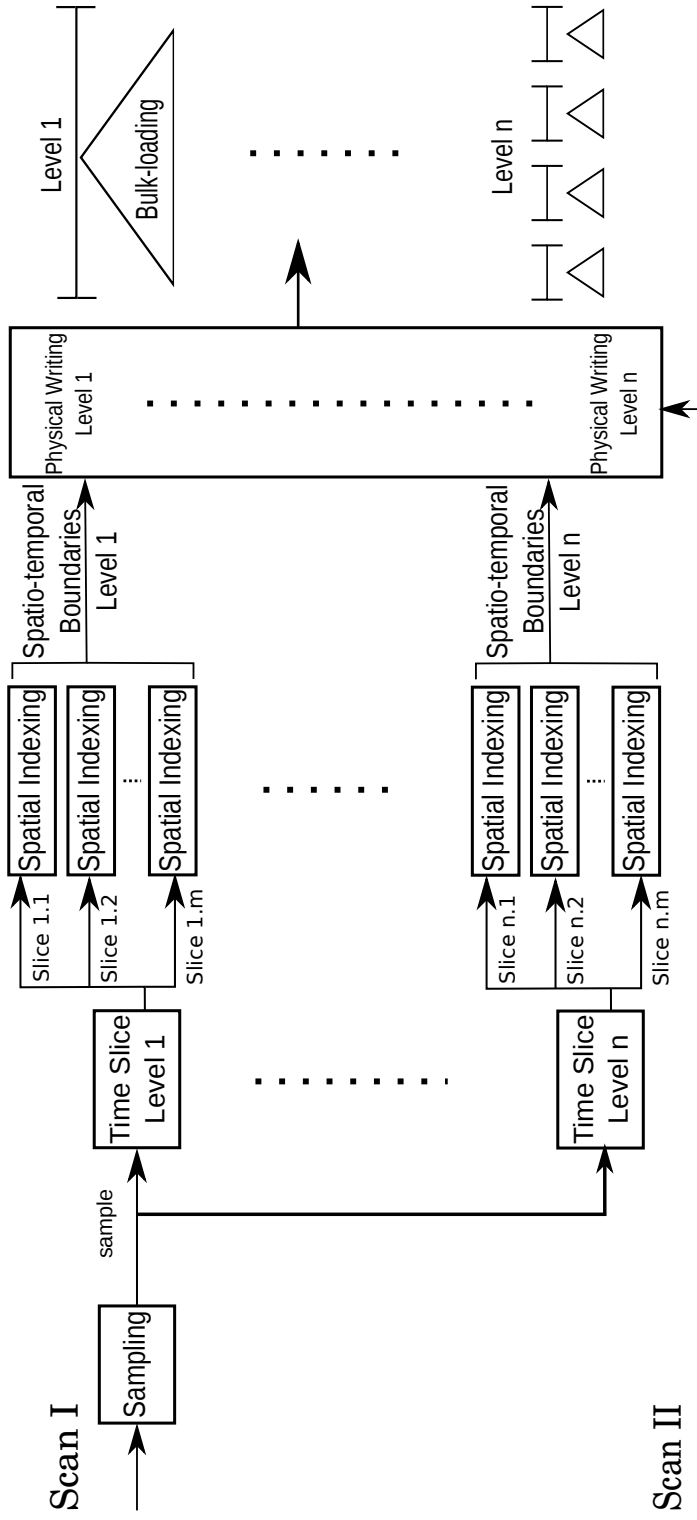 Scan I
Sampling
sample
Time Slice
Level 1
Slice 1.1
Slice 1.2
Slice 1.m
Spatial Indexing
Spatial Indexing
Spatial Indexing
Spatio-temporal
Boundaries
Level 1
Physical Writing
Level 1
Level 1
Bulk-loading
Time Slice
Level n
Slice n.1
Slice n.2
Slice n.m
Spatial Indexing
Spatial Indexing
Spatial Indexing
Spatio-temporal
Boundaries
Level n
Physical Writing
Level n
Level n
Scan II